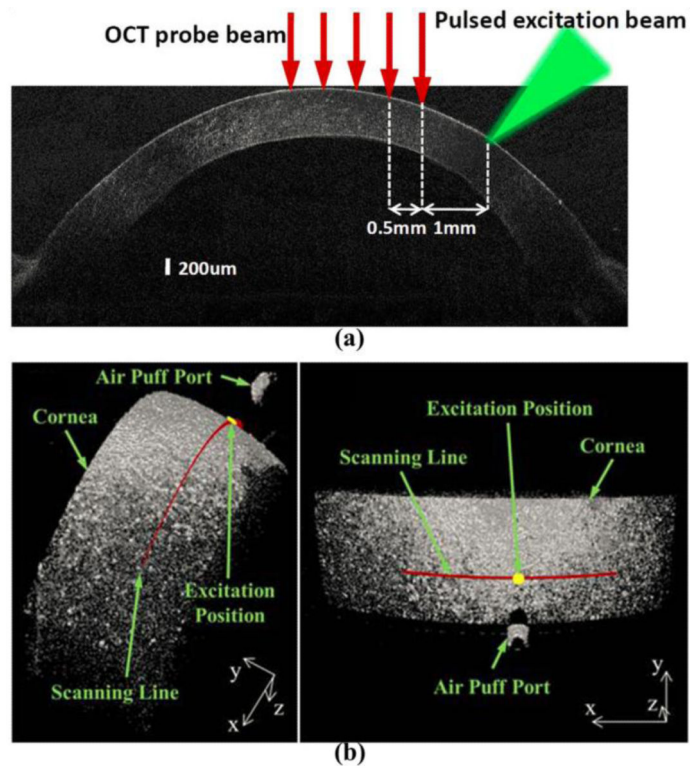 OCT probe beam
Pulsed excitation beam
0.5mm 1mm
200um
(a)
Air Puff Port
Cornea
Excitation
Position
Scanning Line
y
z
x
Excitation Position
Scanning Line
Cornea
Air Puff Port
y
z
x
(b)